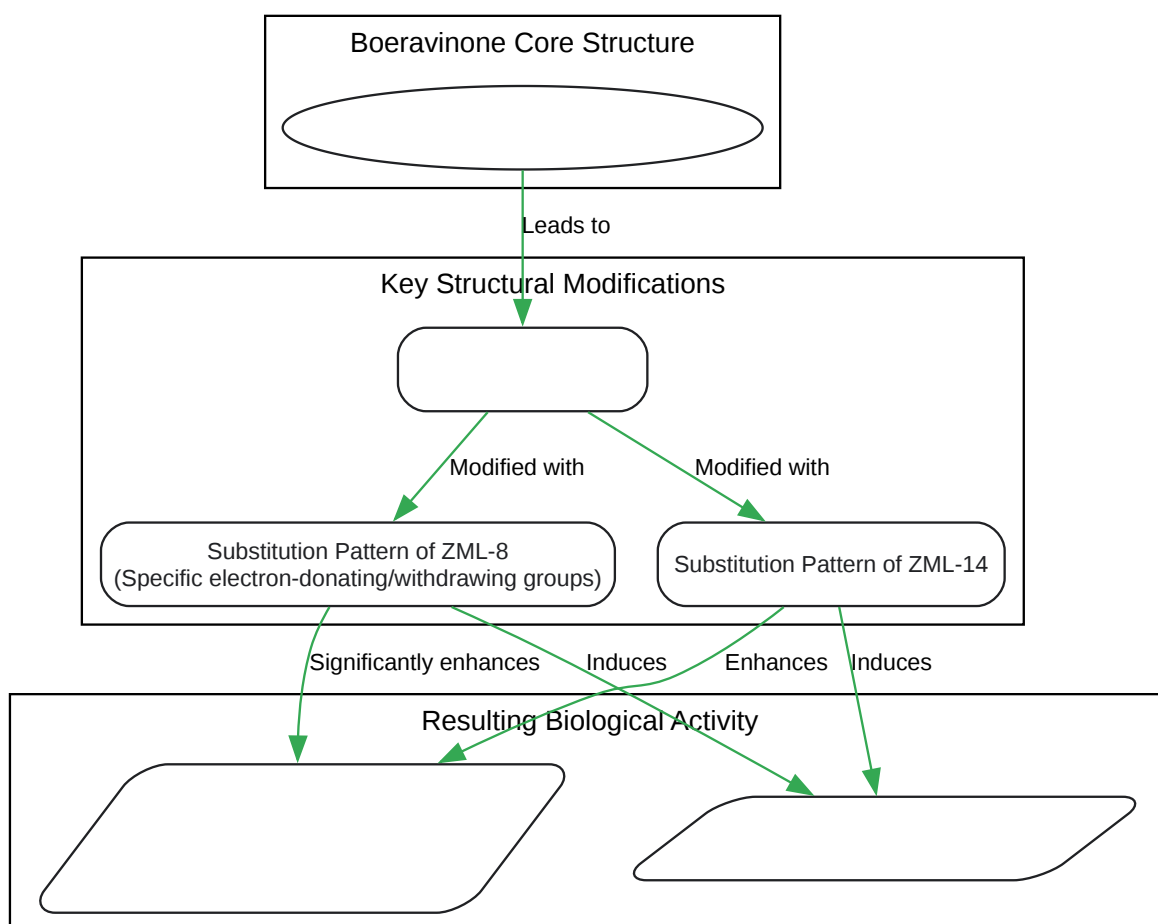 Boeravinone Core Structure
Leads to
Key Structural Modifications
Modified with
Modified with
Substitution Pattern of ZML-8
(Specific electron-donating/withdrawing groups)
Substitution Pattern of ZML-14
Significantly enhances
Induces
Enhances
Induces
Resulting Biological Activity